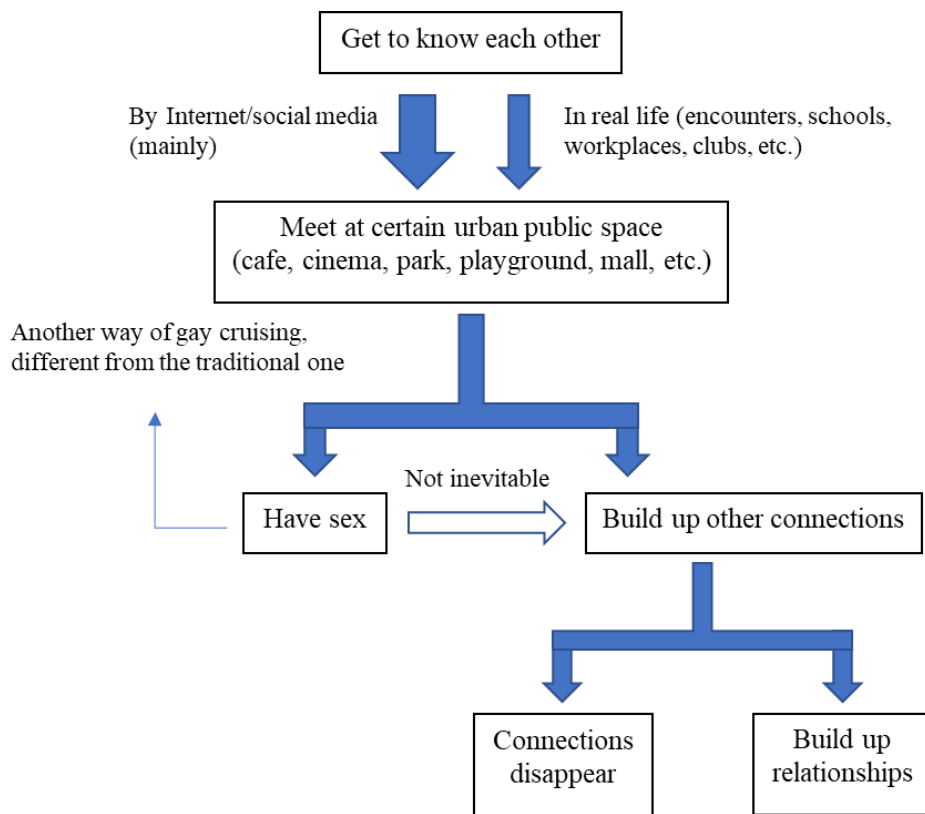 Get to know each other
By Internet/social media
(mainly)
In real life (encounters, schools,
workplaces, clubs, etc.)
Meet at certain urban public space
(cafe, cinema, park, playground, mall, etc.)
Another way of gay cruising,
different from the traditional one
Not inevitable
Have sex
Build up other connections
Connections
disappear
Build up
relationships